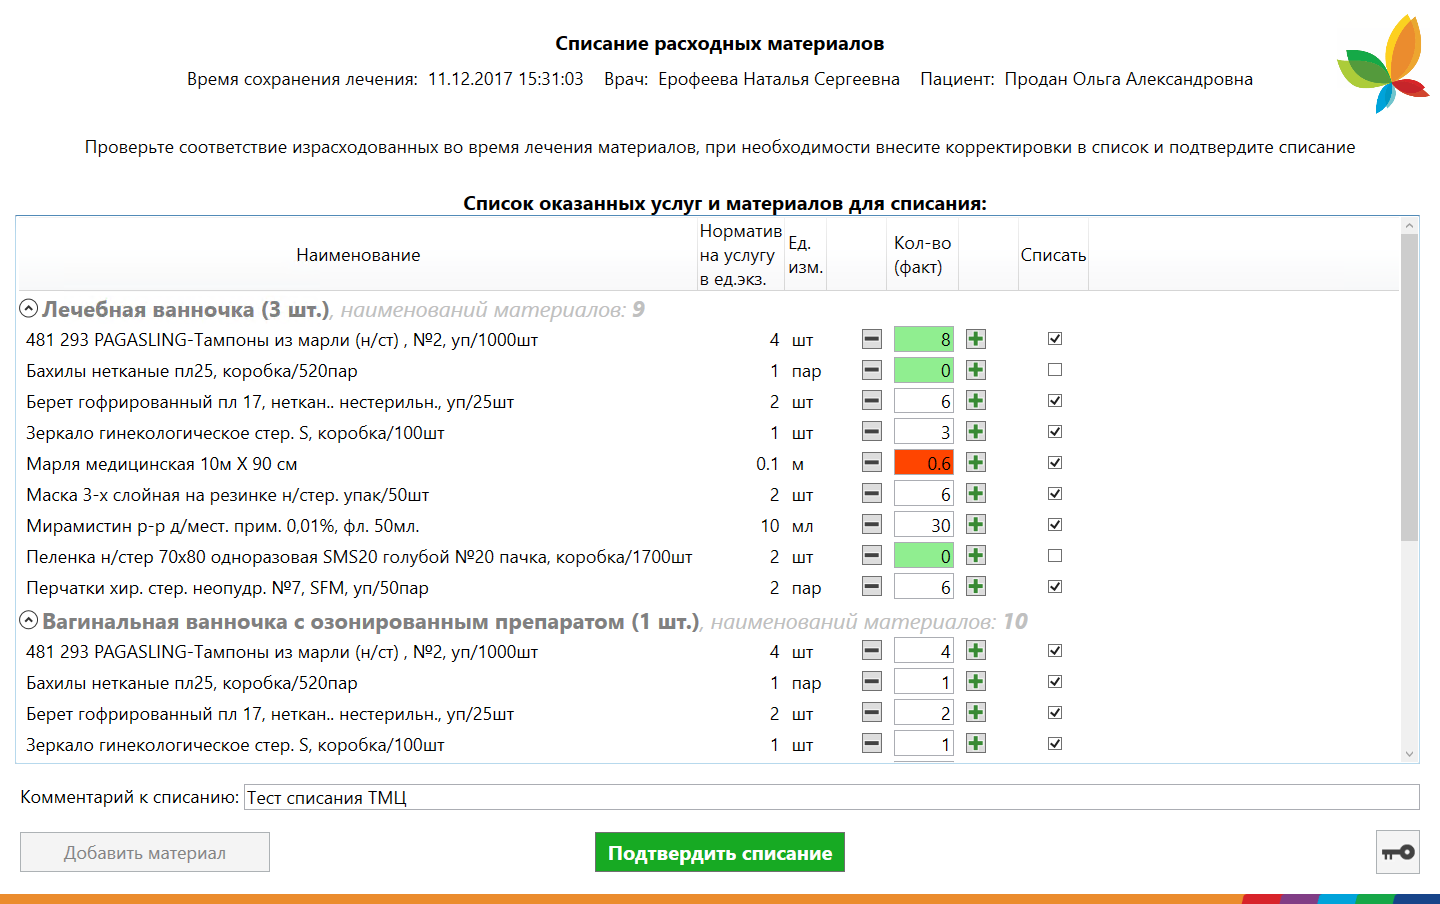 Списание расходных материалов
Время сохранения лечения: 11.12.2017 15:31:03 Врач: Ерофеева Наталья Сергеевна Пациент: Продан Ольга Александровна
Проверьте соответствие израсходованных во время лечения материалов, при необходимости внесите корректировки в список и подтвердите списание
Список оказанных услуг и материалов для списания:
Наименование Норматив на услугу в ед.экз. Ед. изм. Кол-во (факт) Списать
Лечебная ванночка (3 шт.), наименований материалов: 9
481 293 PAGASLING-Тампоны из марли (н/ст) , №2, уп/1000шт 4 шт 8
Бахилы нетканые пл25, коробка/520пар 1 пар 0
Берет гофрированный пл 17, неткан.. нестерильн., уп/25шт 2 шт 6
Зеркало гинекологическое стер. S, коробка/100шт 1 шт 3
Марля медицинская 10м X 90 см 0.1 м 0.6
Маска 3-х слойная на резинке н/стер. упак/50шт 2 шт 6
Мирамистин р-р д/мест. прим. 0,01%, фл. 50мл. 10 мл 30
Пеленка н/стер 70х80 одноразовая SMS20 голубой №20 пачка, коробка/1700шт 2 шт 0
Перчатки хир. стер. неопудр. №7, SFM, уп/50пар 2 пар 6
Вагинальная ванночка с озонированным препаратом (1 шт.), наименований материалов: 10
481 293 PAGASLING-Тампоны из марли (н/ст) , №2, уп/1000шт 4 шт 4
Бахилы нетканые пл25, коробка/520пар 1 пар 1
Берет гофрированный пл 17, неткан.. нестерильн., уп/25шт 2 шт 2
Зеркало гинекологическое стер. S, коробка/100шт 1 шт 1
Комментарий к списанию: Тест списания ТМЦ
Добавить материал Подтвердить списание